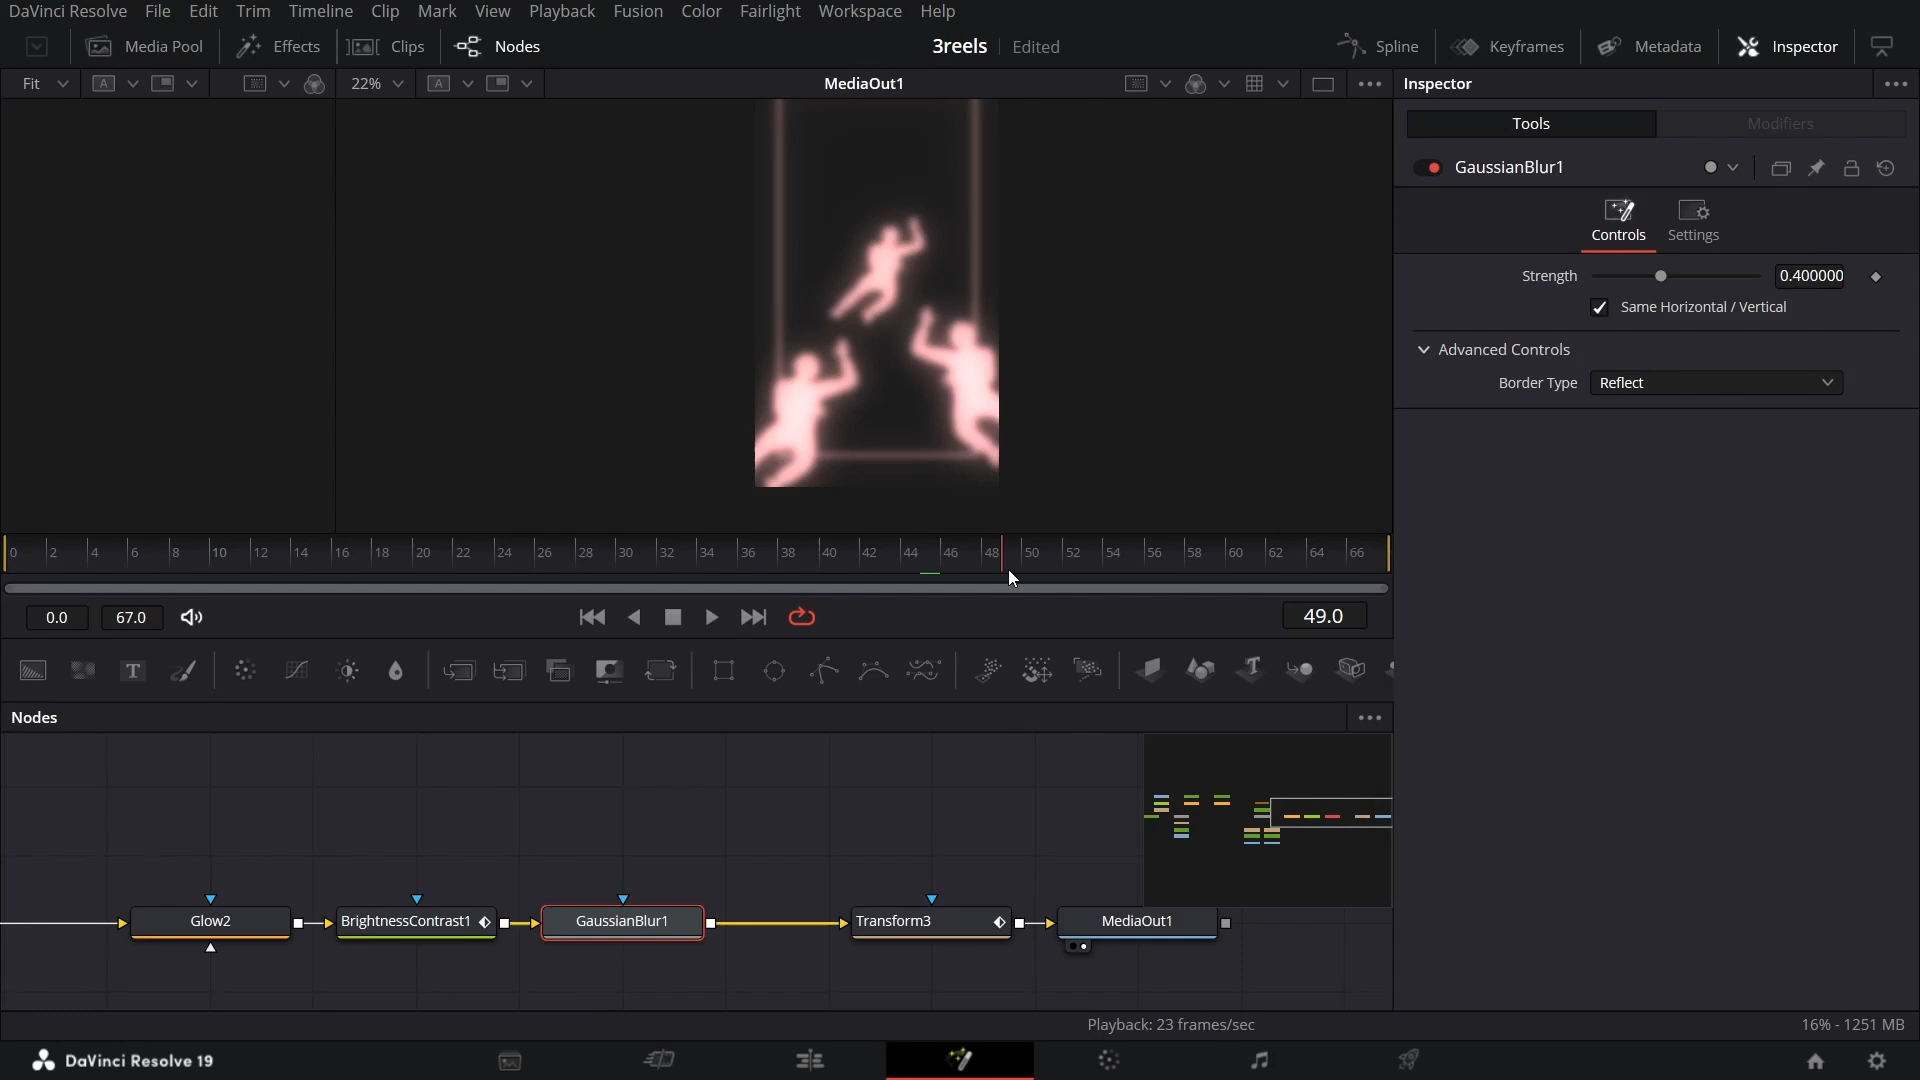 DaVinci Resolve File Edit Trim Timeline Clip Mark View Playback Fusion Color Fairlight Workspace Help
Media Pool Effects Clips Nodes 3reels Edited Spline Keyframes Metadata Inspector
Fit A 22% A MediaOut1 Inspector
Tools Modifiers
GaussianBlur1
Controls Settings
Strength 0.400000
Same Horizontal / Vertical
Advanced Controls
Border Type Reflect
0 2 4 6 8 10 12 14 16 18 20 22 24 26 28 30 32 34 36 38 40 42 44 46 48 50 52 54 56 58 60 62 64 66
0.0 67.0 49.0
T T
Nodes
Glow2 BrightnessContrast1 GaussianBlur1 Transform3 MediaOut1
Playback: 23 frames/sec 16% - 1251 MB
DaVinci Resolve 19